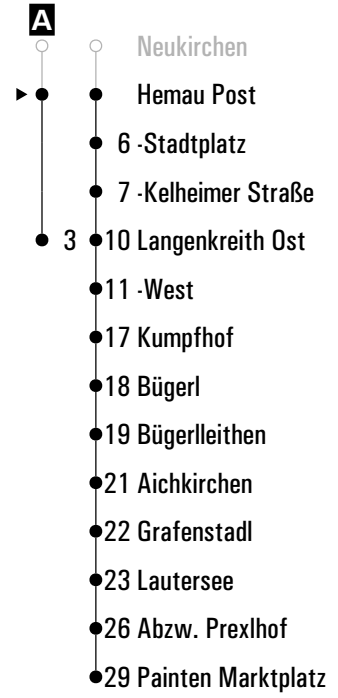 A
Neukirchen
Hemau Post
6 -Stadtplatz
7 -Kelheimer Straße
3 10 Langenkreith Ost
11 -West
17 Kumpfhof
18 Bügerl
19 Bügerlleithen
21 Aichkirchen
22 Grafenstadl
23 Lautersee
26 Abzw. Prexlhof
29 Painten Marktplatz